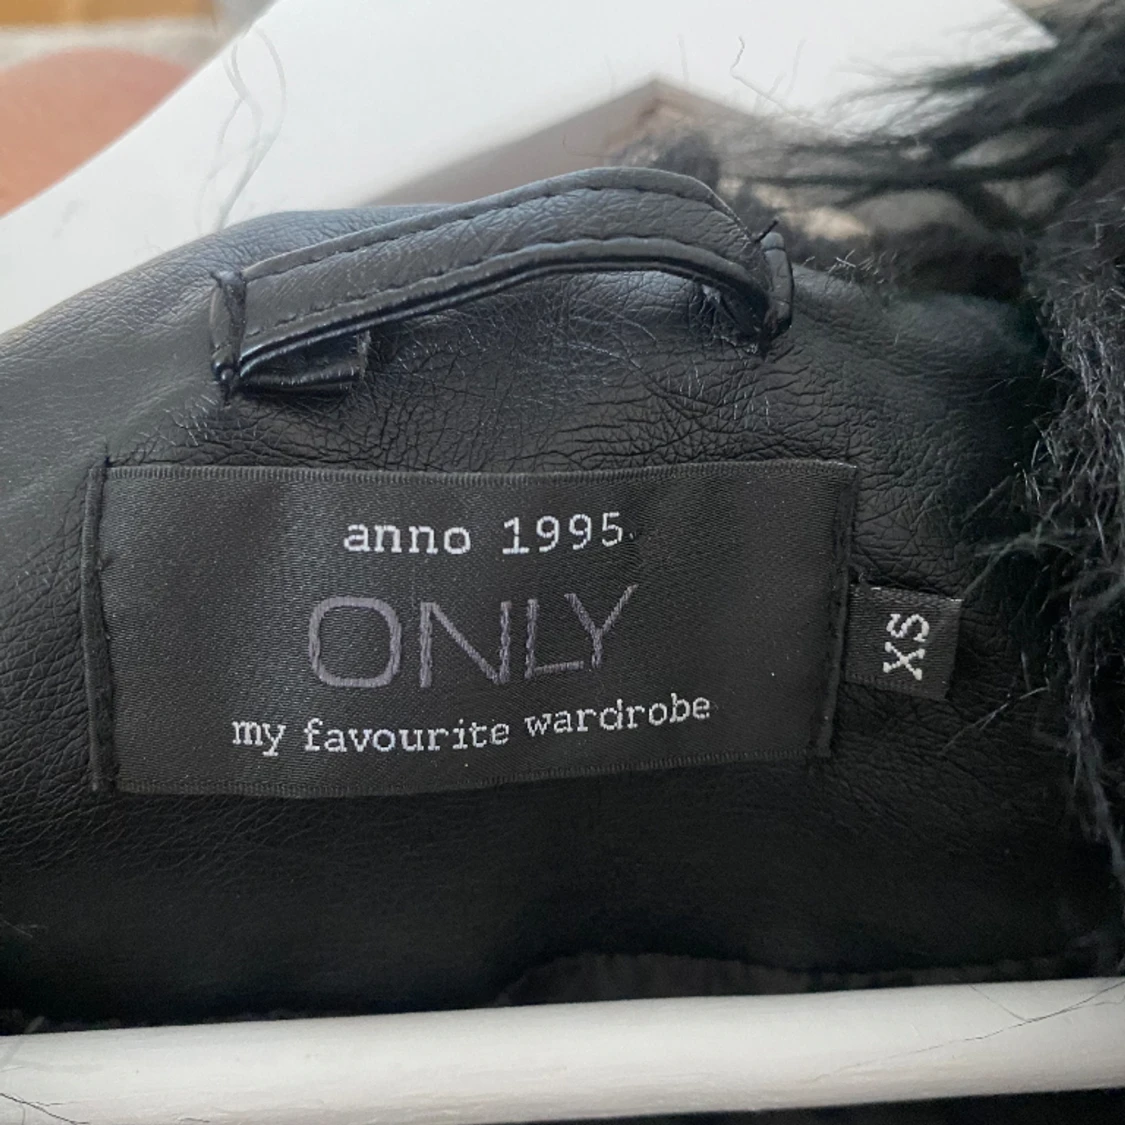 anno 1995.
ONLY
my favourite wardrobe
XS